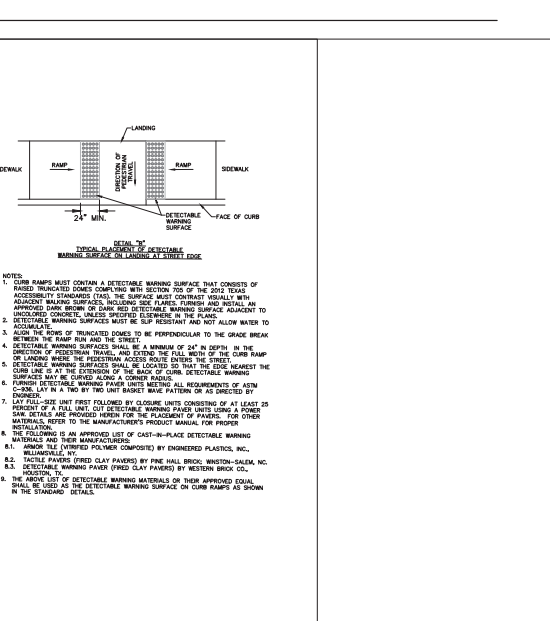 LANDING
DEWALK
RAMP
DIRECTION OF
PEDESTRIAN
TRAVEL
RAMP
SIDEWALK
24" MIN.
DETECTABLE
WARNING
SURFACE
FACE OF CURB
DETAIL "B"
TYPICAL PLACEMENT OF DETECTABLE
WARNING SURFACE ON LANDING AT STREET EDGE
NOTES:
1. CURB RAMPS MUST CONTAIN A DETECTABLE WARNING SURFACE THAT CONSISTS OF
RAISED TRUNCATED DOMES COMPLYING WITH SECTION 705 OF THE 2012 TEXAS
ACCESSIBILITY STANDARDS (TAS). THE SURFACE MUST CONTRAST VISUALLY WITH
ADJACENT WALKING SURFACES, INCLUDING SIDE FLARES. FURNISH AND INSTALL AN
APPROVED DARK BROWN OR DARK RED DETECTABLE WARNING SURFACE ADJACENT TO
UNCOLORED CONCRETE, UNLESS SPECIFIED ELSEWHERE IN THE PLANS.
2. DETECTABLE WARNING SURFACES MUST BE SLIP RESISTANT AND NOT ALLOW WATER TO
ACCUMULATE.
3. ALIGN THE ROWS OF TRUNCATED DOMES TO BE PERPENDICULAR TO THE GRADE BREAK
BETWEEN THE RAMP RUN AND THE STREET.
4. DETECTABLE WARNING SURFACES SHALL BE A MINIMUM OF 24" IN DEPTH IN THE
DIRECTION OF PEDESTRIAN TRAVEL, AND EXTEND THE FULL WIDTH OF THE CURB RAMP
OR LANDING WHERE THE PEDESTRIAN ACCESS ROUTE ENTERS THE STREET.
5. DETECTABLE WARNING SURFACES SHALL BE LOCATED SO THAT THE EDGE NEAREST THE
CURB LINE IS AT THE EXTENSION OF THE BACK OF CURB. DETECTABLE WARNING
SURFACES MAY BE CURVED ALONG A CORNER RADIUS.
6. FURNISH DETECTABLE WARNING PAVER UNITS MEETING ALL REQUIREMENTS OF ASTM
C-936. LAY IN A TWO BY TWO UNIT BASKET WAVE PATTERN OR AS DIRECTED BY
ENGINEER.
7. LAY FULL-SIZE UNIT FIRST FOLLOWED BY CLOSURE UNITS CONSISTING OF AT LEAST 25
PERCENT OF A FULL UNIT. CUT DETECTABLE WARNING PAVER UNITS USING A POWER
SAW. DETAILS ARE PROVIDED HEREIN FOR THE PLACEMENT OF PAVERS. FOR OTHER
MATERIALS, REFER TO THE MANUFACTURER'S PRODUCT MANUAL FOR PROPER
INSTALLATION.
8. THE FOLLOWING IS AN APPROVED LIST OF CAST-IN-PLACE DETECTABLE WARNING
MATERIALS AND THEIR MANUFACTURERS:
8.1. ARMOR TILE (VITRIFIED POLYMER COMPOSITE) BY ENGINEERED PLASTICS, INC.,
WILLIAMSVILLE, NY.
8.2. TACTILE PAVERS (FIRED CLAY PAVERS) BY PINE HALL BRICK; WINSTON-SALEM, NC.
8.3. DETECTABLE WARNING PAVER (FIRED CLAY PAVERS) BY WESTERN BRICK CO.,
HOUSTON, TX.
9. THE ABOVE LIST OF DETECTABLE WARNING MATERIALS OR THEIR APPROVED EQUAL
SHALL BE USED AS THE DETECTABLE WARNING SURFACE ON CURB RAMPS AS SHOWN
IN THE STANDARD DETAILS.